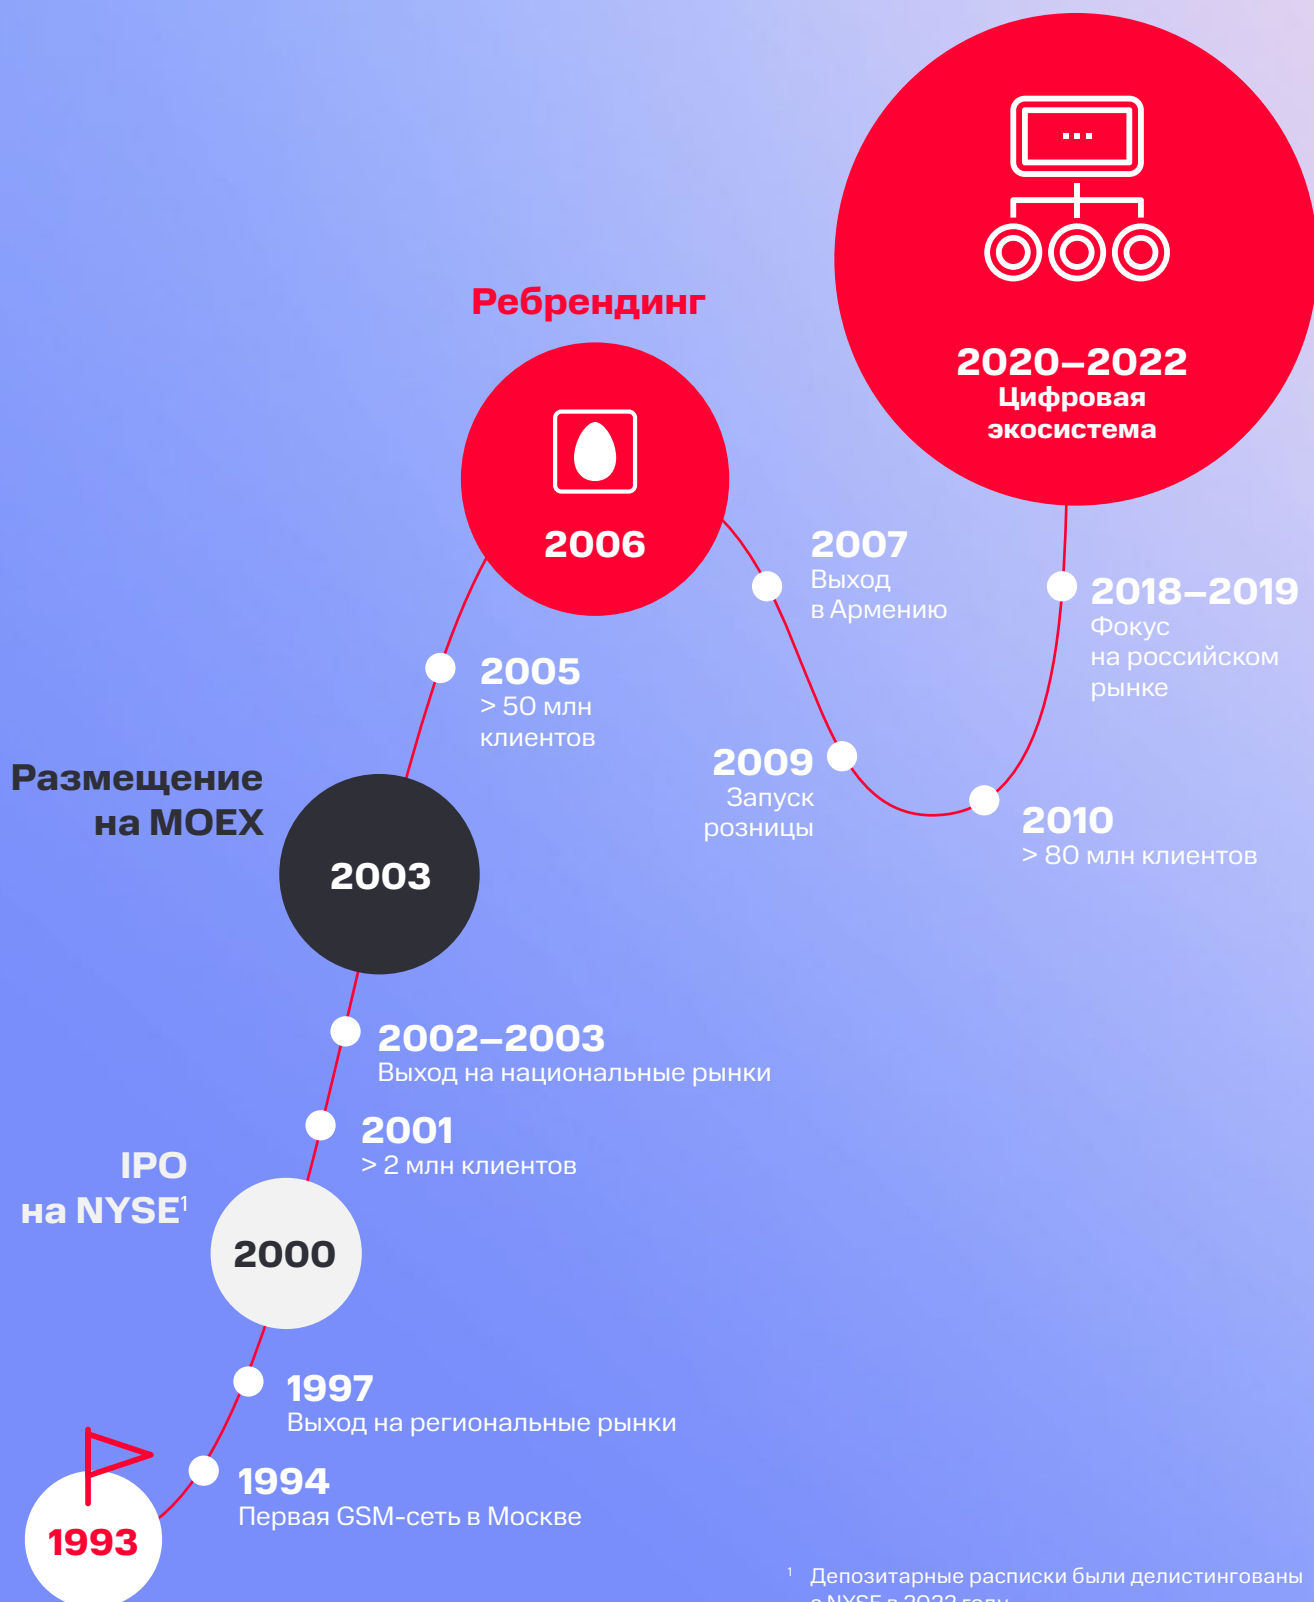 Ребрендинг
2020–2022
Цифровая
экосистема
2006
2007
Выход
в Армению
2018–2019
Фокус
на российском
рынке
2005
> 50 млн
клиентов
2009
Запуск
розницы
2010
> 80 млн клиентов
Размещение
на MOEX
2003
2002–2003
Выход на национальные рынки
2001
> 2 млн клиентов
IPO
на NYSE¹
2000
1997
Выход на региональные рынки
1994
Первая GSM-сеть в Москве
1993
¹ Депозитарные расписки были делистингованы
с NYSE в 2022 году